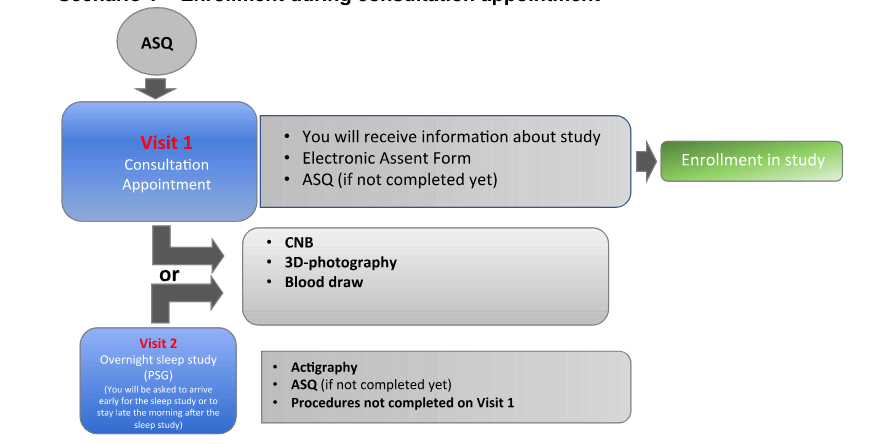 ASQ
Visit 1
Consultation
Appointment
• You will receive information about study
• Electronic Assent Form
• ASQ (if not completed yet)
Enrollment in study
or
• CNB
• 3D-photography
• Blood draw
Visit 2
Overnight sleep study
(PSG)
(You will be asked to arrive
early for the sleep study or to
stay late the morning after the
sleep study)
• Actigraphy
• ASQ (if not completed yet)
• Procedures not completed on Visit 1